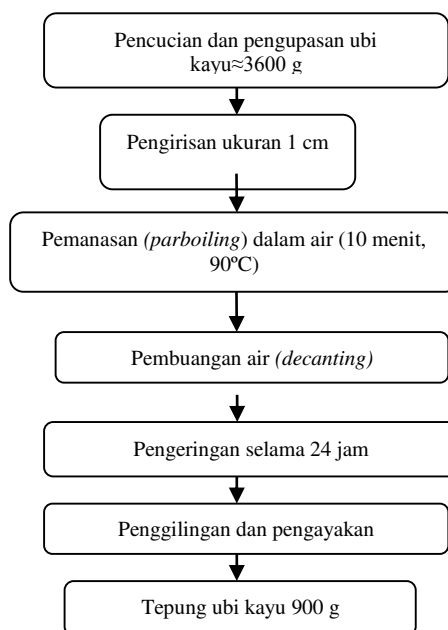 Pencucian dan pengupasan ubi
kayu≈3600 g
Pengirisan ukuran 1 cm
Pemanasan (parboiling) dalam air (10 menit,
90ºC)
Pembuangan air (decanting)
Pengeringan selama 24 jam
Penggilingan dan pengayakan
Tepung ubi kayu 900 g